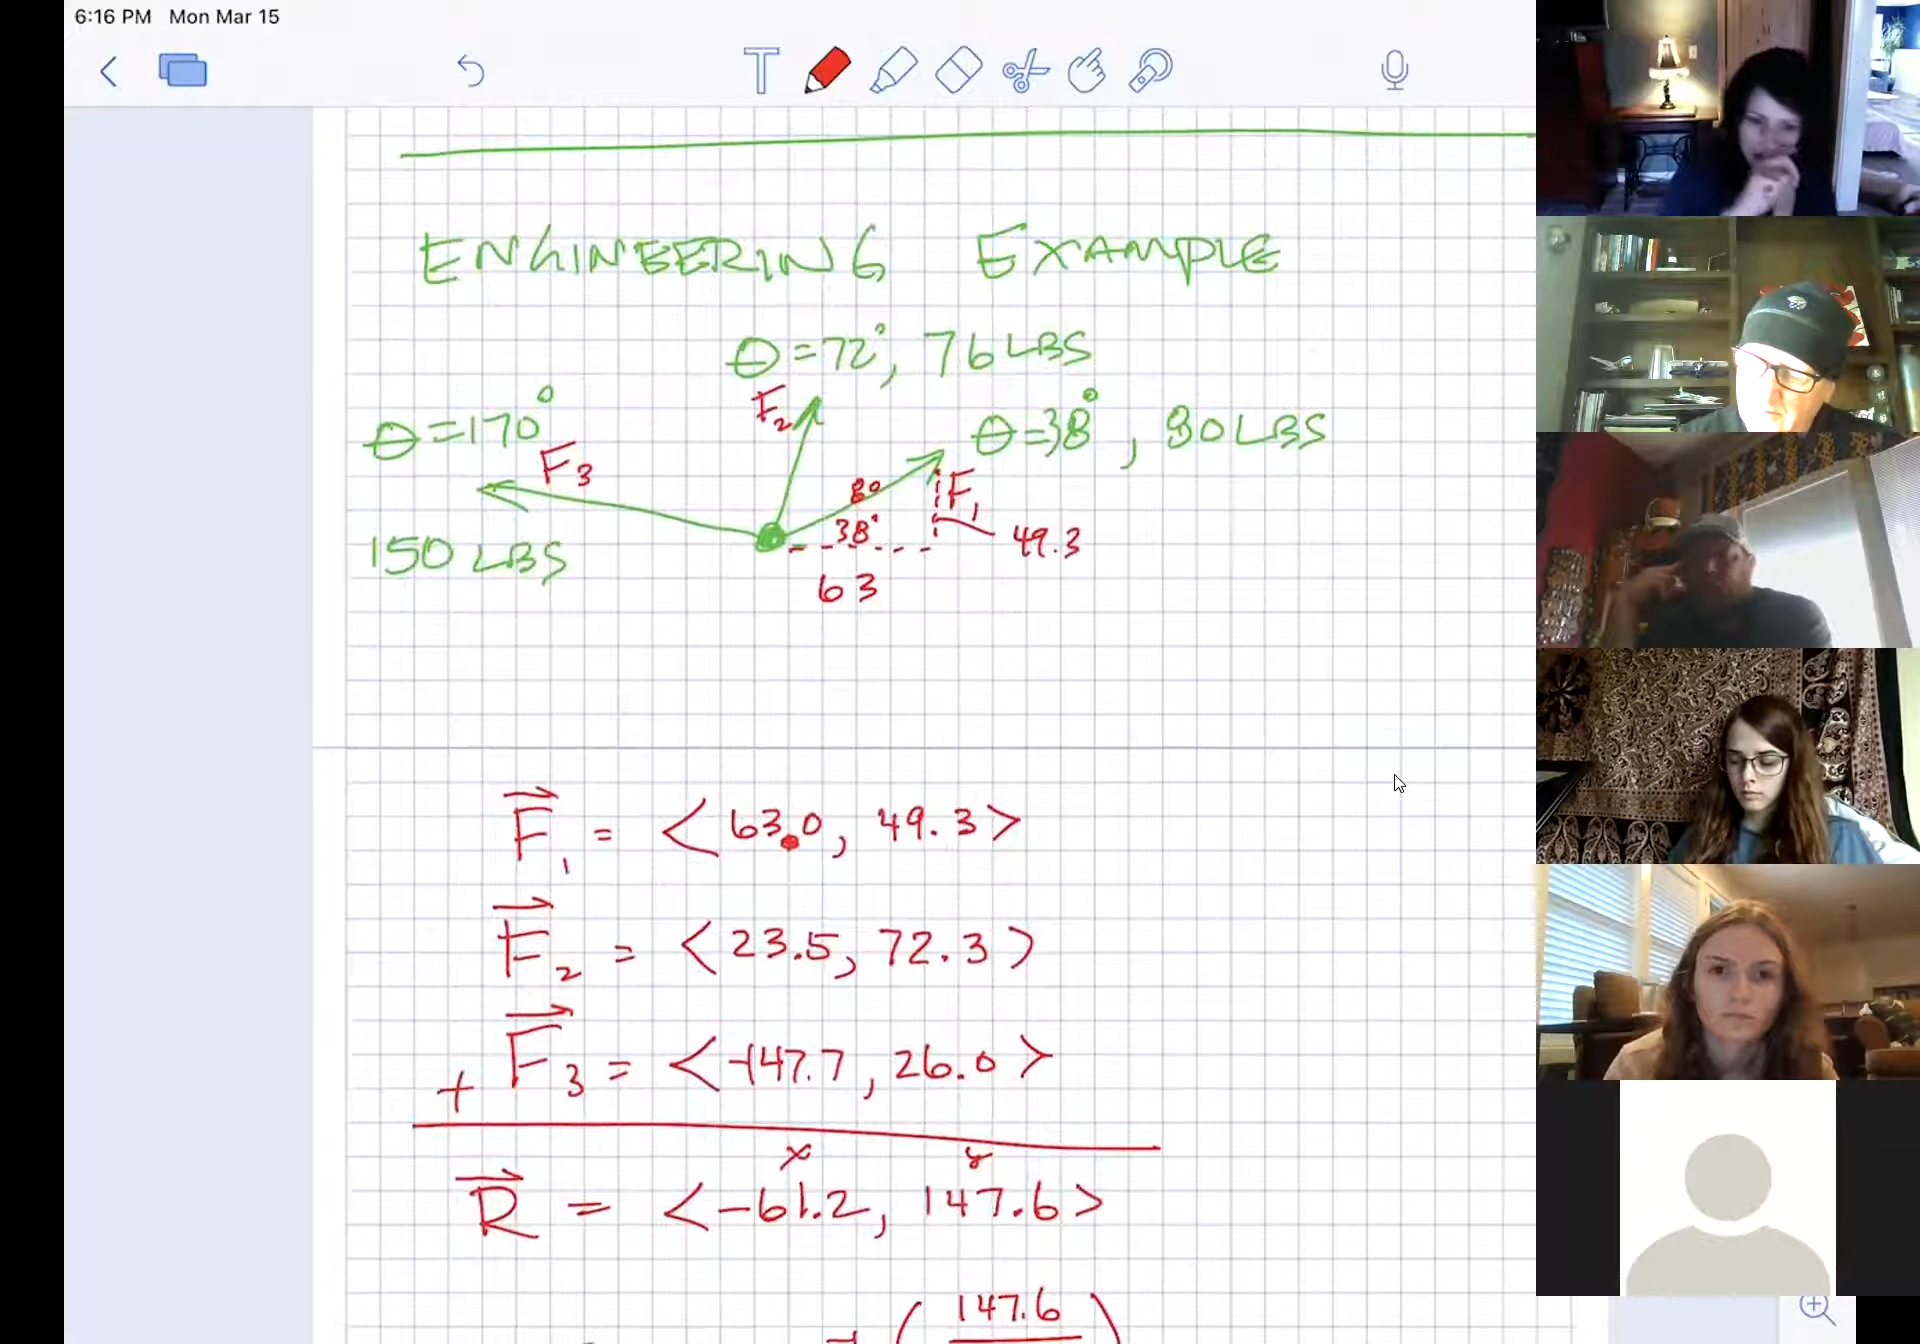 6:16 PM Mon Mar 15
ENGINEERING EXAMPLE
θ=72°, 76 LBS
F2
θ=170°
θ=38°, 80 LBS
F3
80
F1
38°
49.3
150 LBS
63
F1 = <63.0, 49.3>
F2 = <23.5, 72.3>
+ F3 = <-147.7, 26.0>
x y
R = <-61.2, 147.6>
147.6